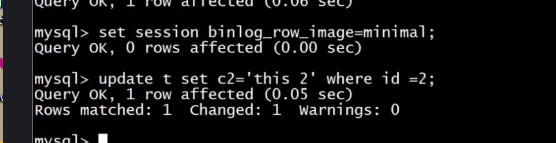 Query OK, 1 row affected (0.06 sec)
mysql> set session binlog_row_image=minimal;
Query OK, 0 rows affected (0.00 sec)
mysql> update t set c2='this 2' where id =2;
Query OK, 1 row affected (0.05 sec)
Rows matched: 1  Changed: 1  Warnings: 0
mysql>